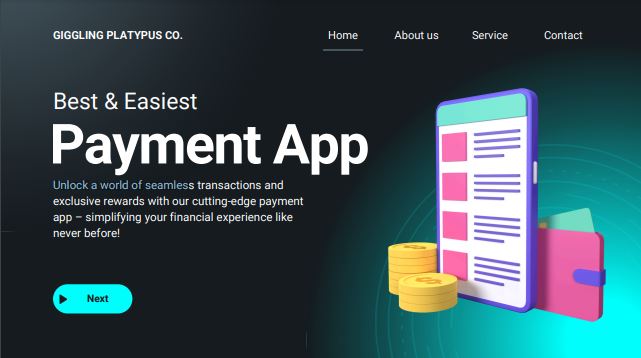 GIGGLING PLATYPUS CO.
Home
About us
Service
Contact
Best & Easiest
Payment App
Unlock a world of seamless transactions and
exclusive rewards with our cutting-edge payment
app – simplifying your financial experience like
never before!
Next